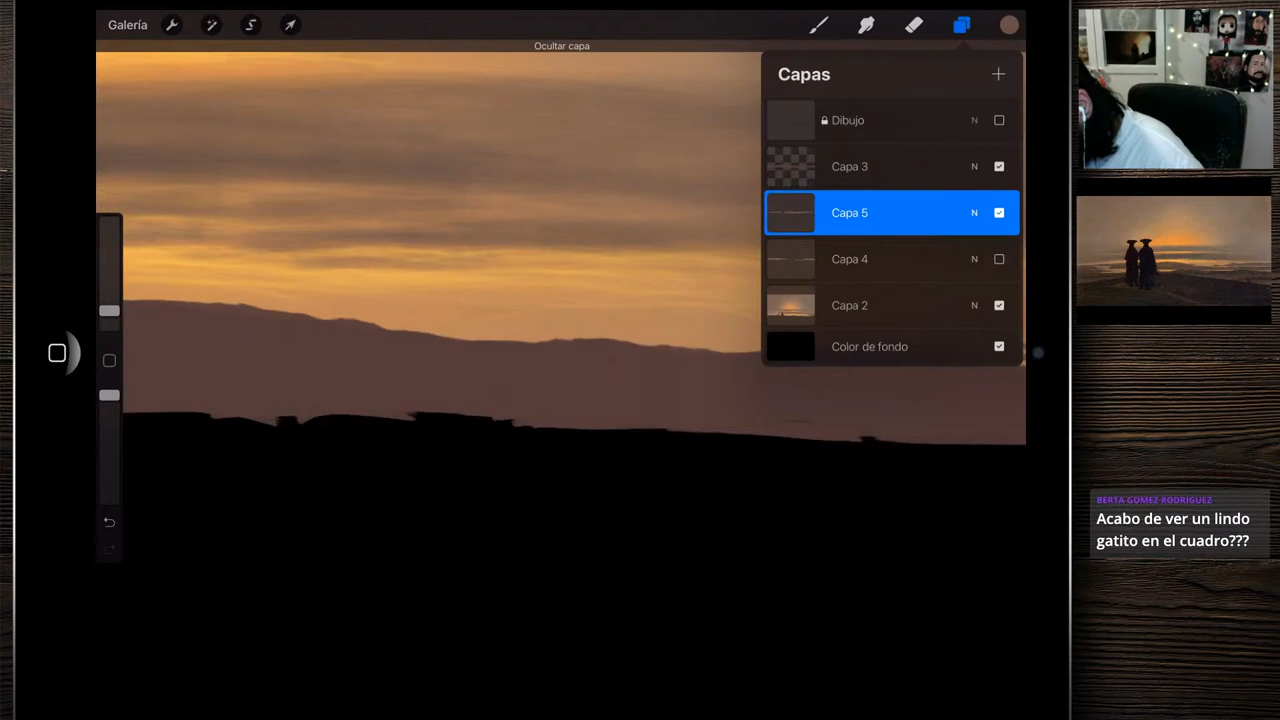 Galería
Ocultar capa
Capas
Dibujo
N
Capa 3
N
Capa 5
N
Capa 4
N
Capa 2
N
Color de fondo
BERTA GOMEZ RODRIGUEZ
Acabo de ver un lindo
gatito en el cuadro???